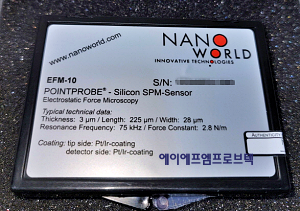 www.nanoworld.com
NANO
WORLD
INNOVATIVE TECHNOLOGIES
EFM-10
S/N:
POINTPROBE® - Silicon SPM-Sensor
Electrostatic Force Microscopy
Typical technical data:
Thickness: 3 µm / Length: 225 µm / Width: 28 µm
Resonance Frequency: 75 kHz / Force Constant: 2.8 N/m
Coating: tip side: Pt/Ir-coating
detector side: Pt/Ir-coating
AUTHENTICITY
에이에프엠프로브랩